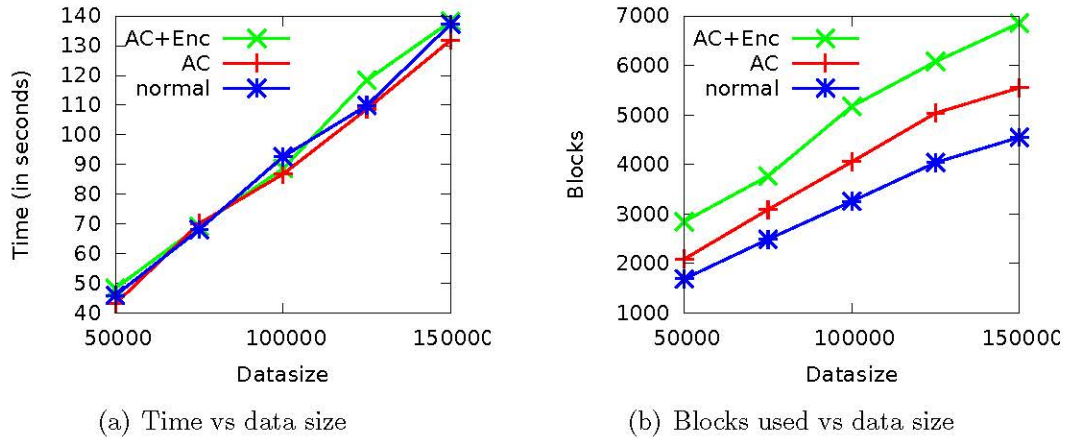 140
130
120
110
100
90
80
70
60
50
40
Time (in seconds)
AC+Enc
AC
normal
50000 100000 150000
Datasize
(a) Time vs data size
7000
6000
5000
4000
3000
2000
1000
Blocks
AC+Enc
AC
normal
50000 100000 150000
Datasize
(b) Blocks used vs data size